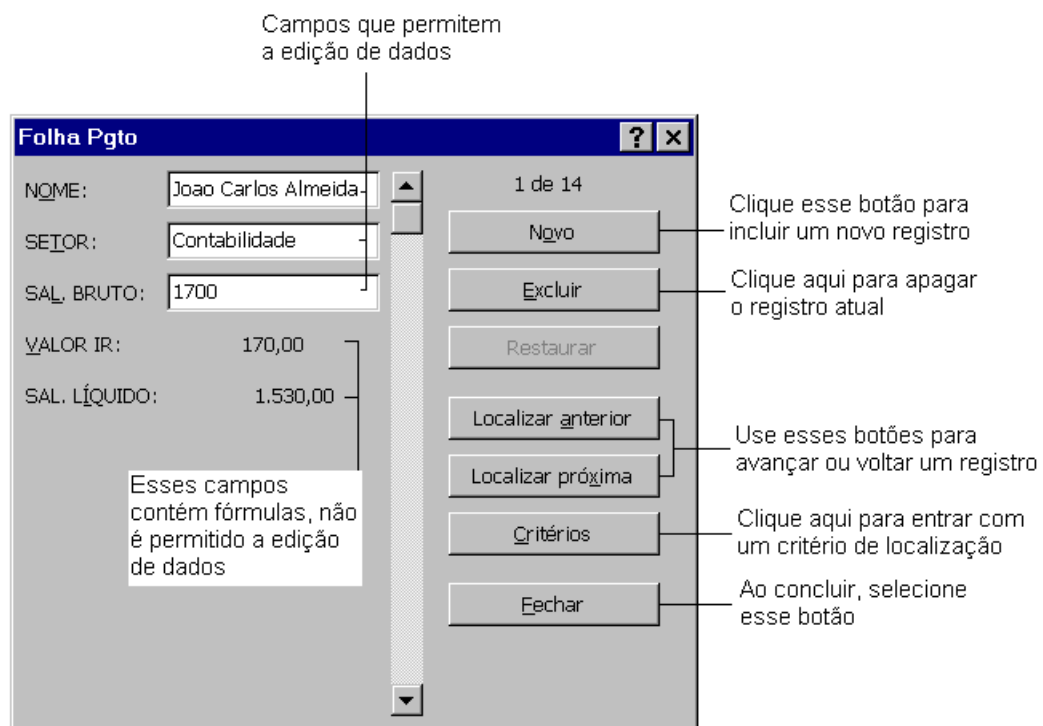 Campos que permitem
a edição de dados
Folha Pgto
?
×
NOME:
Joao Carlos Almeida
SETOR:
Contabilidade
SAL. BRUTO:
1700
VALOR IR:
170,00
SAL. LÍQUIDO:
1.530,00
Esses campos
contém fórmulas, não
é permitido a edição
de dados
1 de 14
Novo
Excluir
Restaurar
Localizar anterior
Localizar próxima
Critérios
Fechar
Clique esse botão para
incluir um novo registro
Clique aqui para apagar
o registro atual
Use esses botões para
avançar ou voltar um registro
Clique aqui para entrar com
um critério de localização
Ao concluir, selecione
esse botão